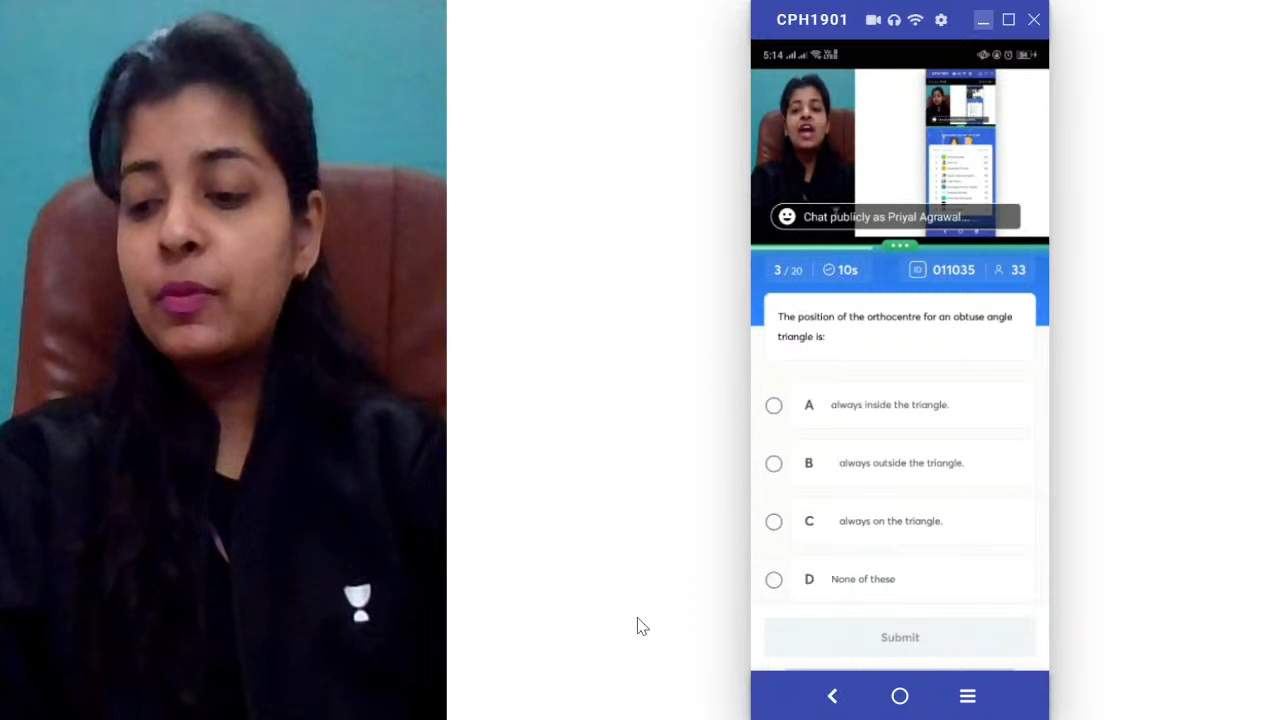 CPH1901
5:14
Chat publicly as Priyal Agrawal...
3 / 20 10s ID 011035 33
The position of the orthocentre for an obtuse angle
triangle is:
A always inside the triangle.
B always outside the triangle.
C always on the triangle.
D None of these
Submit